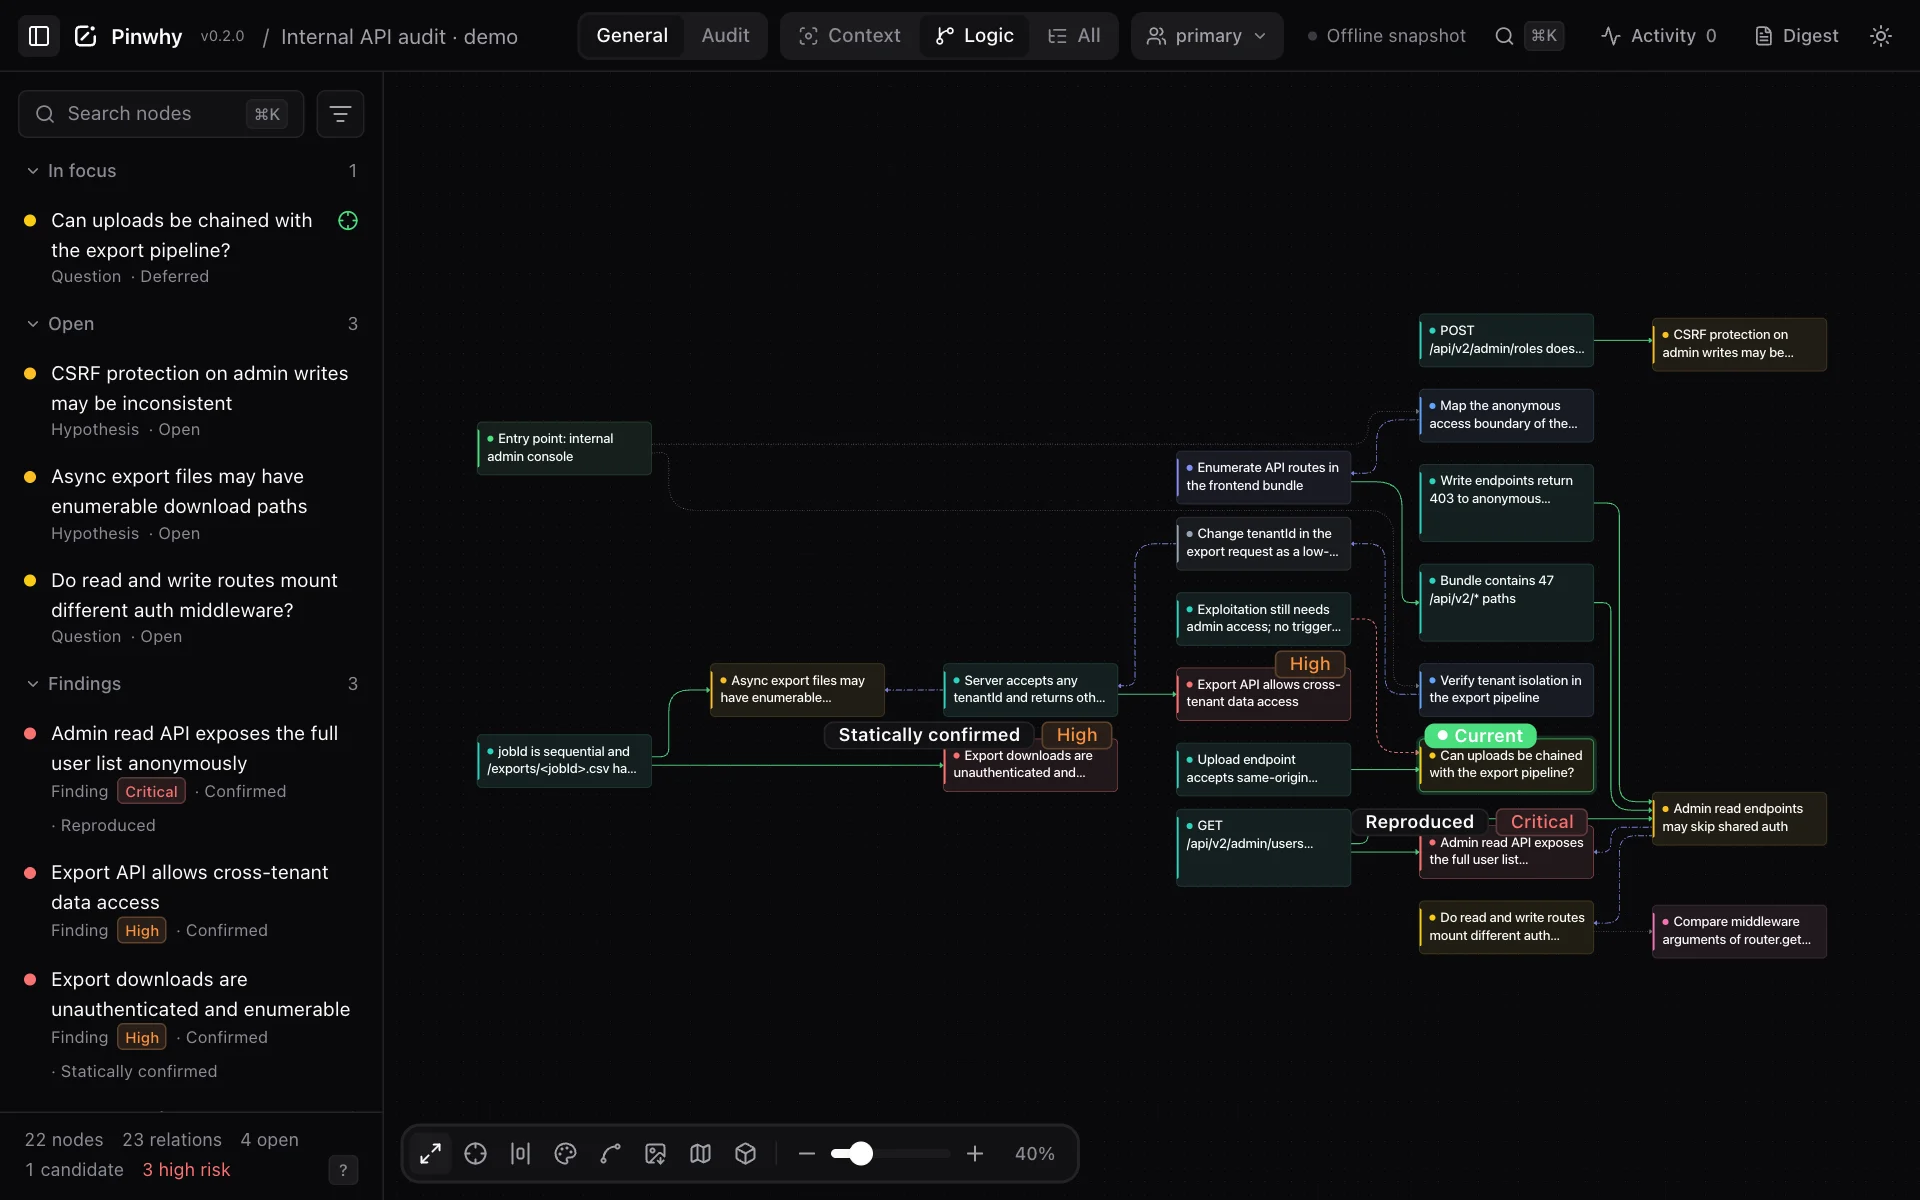 Pinwhy v0.2.0 / Internal API audit · demo
General Audit
Context Logic All
primary
Offline snapshot
⌘K
Activity 0
Digest
Search nodes ⌘K
In focus 1
Can uploads be chained with
the export pipeline?
Question · Deferred
Open 3
CSRF protection on admin writes
may be inconsistent
Hypothesis · Open
Async export files may have
enumerable download paths
Hypothesis · Open
Do read and write routes mount
different auth middleware?
Question · Open
Findings 3
Admin read API exposes the full
user list anonymously
Finding Critical · Confirmed
· Reproduced
Export API allows cross-tenant
data access
Finding High · Confirmed
Export downloads are
unauthenticated and enumerable
Finding High · Confirmed
· Statically confirmed
22 nodes 23 relations 4 open
1 candidate 3 high risk
?
Entry point: internal
admin console
jobId is sequential and
/exports/<jobId>.csv ha...
Async export files may
have enumerable...
Server accepts any
tenantId and returns oth...
Statically confirmed High
Export downloads are
unauthenticated and...
Enumerate API routes in
the frontend bundle
Change tenantId in the
export request as a low-...
Exploitation still needs
admin access; no trigger...
High
Export API allows cross-
tenant data access
Upload endpoint
accepts same-origin...
GET
/api/v2/admin/users...
POST
/api/v2/admin/roles does...
Map the anonymous
access boundary of the...
Write endpoints return
403 to anonymous...
Bundle contains 47
/api/v2/* paths
Verify tenant isolation in
the export pipeline
Current
Can uploads be chained
with the export pipeline?
Reproduced Critical
Admin read API exposes
the full user list...
Do read and write routes
mount different auth...
CSRF protection on
admin writes may be...
Admin read endpoints
may skip shared auth
Compare middleware
arguments of router.get...
40%